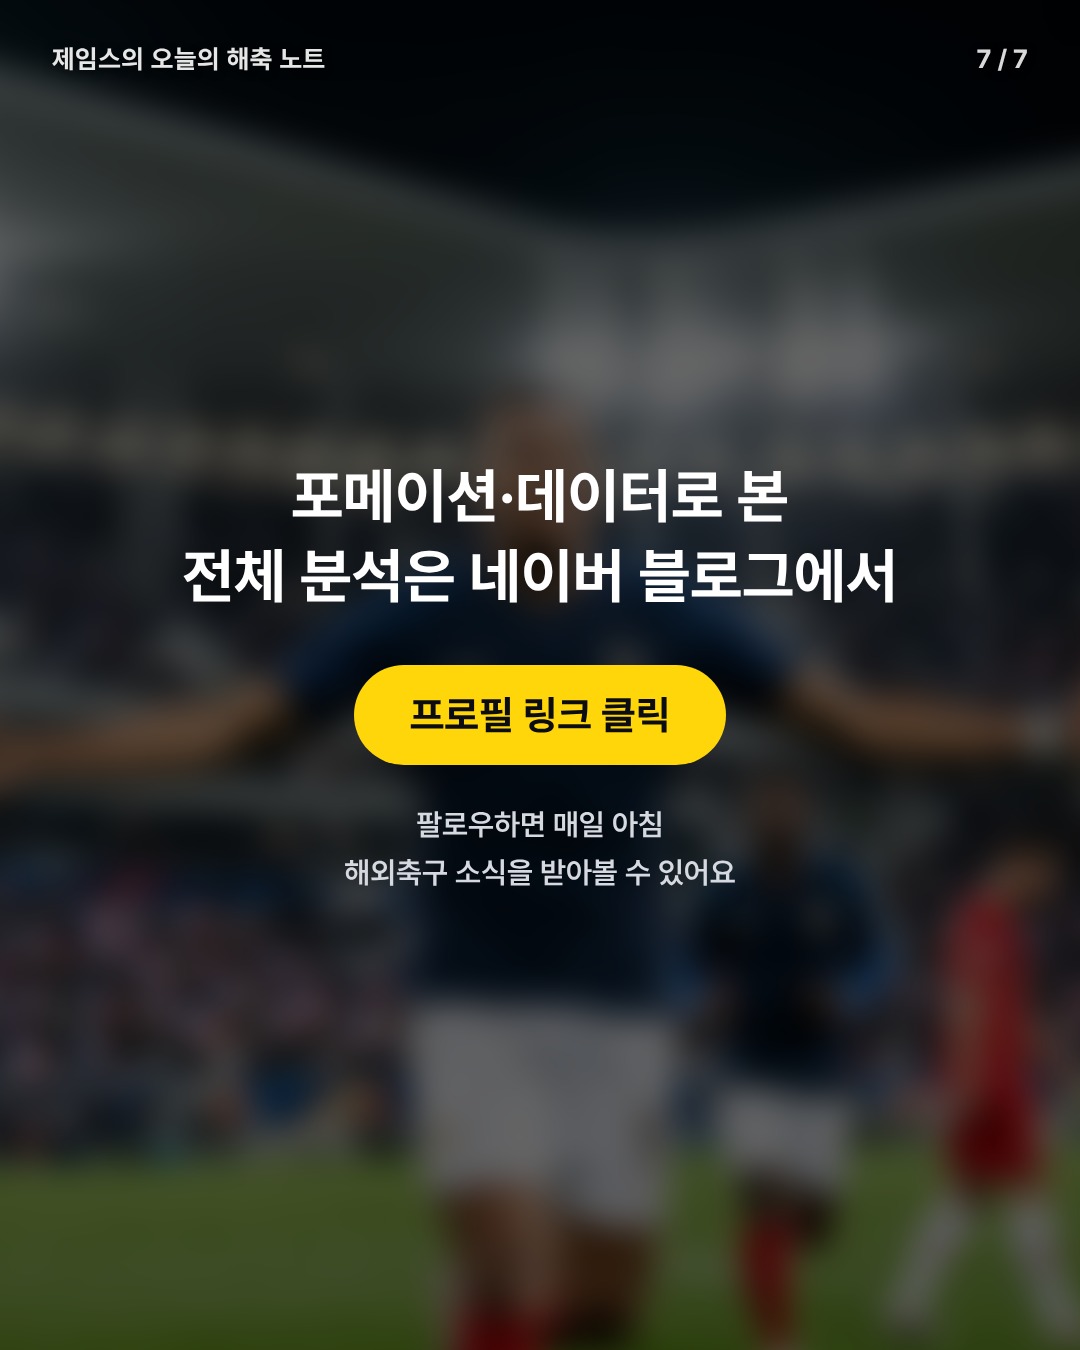 제임스의 오늘의 해축 노트
7 / 7
포메이션·데이터로 본
전체 분석은 네이버 블로그에서
프로필 링크 클릭
팔로우하면 매일 아침
해외축구 소식을 받아볼 수 있어요